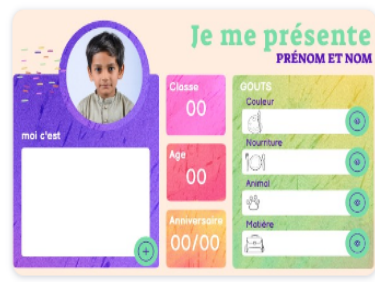 Je me présente
PRÉNOM ET NOM
moi c'est
Classe
00
Age
00
Anniversaire
00/00
GOUTS
Couleur
Nourriture
Animal
Matière